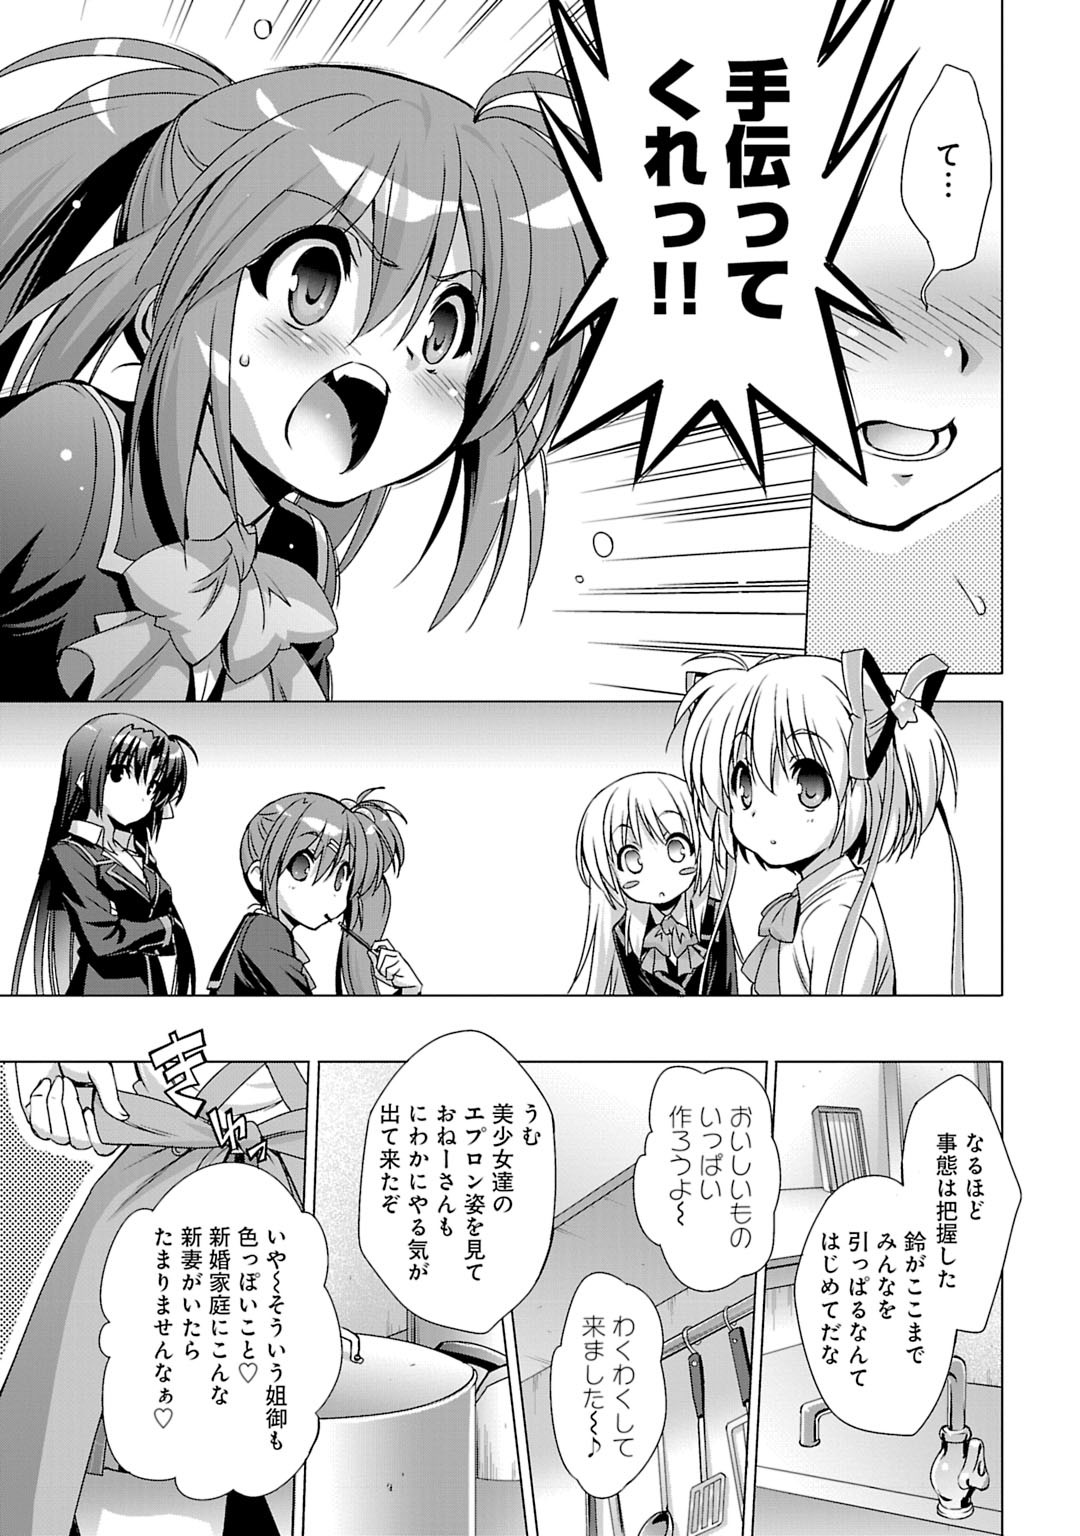 て…
手伝って
くれっ!!
なるほど
事態は把握した
鈴がここまで
みんなを
引っぱるなんて
はじめてだな
おいしいもの
いっぱい
作ろうよ〜
わくわくして
来ました〜♪
うむ
美少女達の
エプロン姿を見て
おねーさんも
にわかにやる気が
出て来たぞ
きゅっ
いや〜そういう姐御も
色っぽいこと♡
新婚家庭にこんな
新妻がいたら
たまりませんなぁ♡